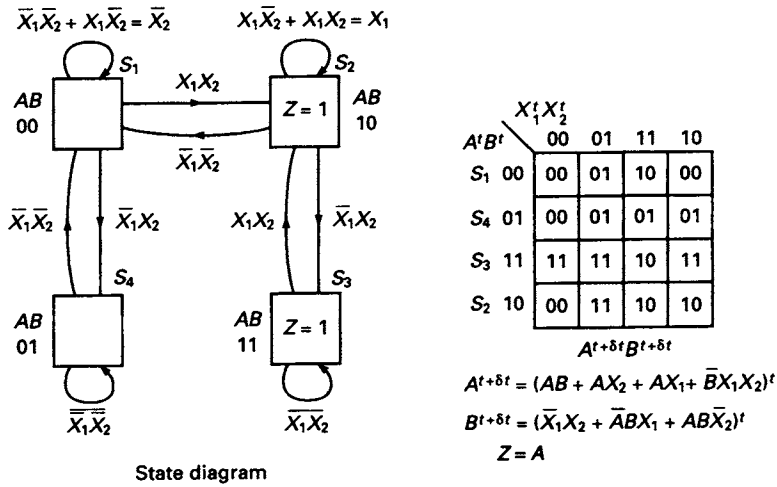 X̅₁X̅₂ + X₁X̅₂ = X̅₂
S₁
AB
00
X₁X₂
X₁X̅₂ + X₁X₂ = X₁
S₂
Z = 1
AB
10
X̅₁X̅₂
X̅₁X̅₂
X̅₁X₂
X₁X₂
X̅₁X₂
S₄
AB
01
S₃
AB
11
Z = 1
X̿₁X̿₂
X̅₁X̅₂
State diagram
X₁ᵗX₂ᵗ
AᵗBᵗ 00 01 11 10
S₁ 00 00 01 10 00
S₄ 01 00 01 01 01
S₃ 11 11 11 10 11
S₂ 10 00 11 10 10
Aᵗ⁺ᵟᵗBᵗ⁺ᵟᵗ
Aᵗ⁺ᵟᵗ = (AB + AX₂ + AX₁ + B̅X₁X₂)ᵗ
Bᵗ⁺ᵟᵗ = (X̅₁X₂ + A̅BX₁ + ABX̅₂)ᵗ
Z = A